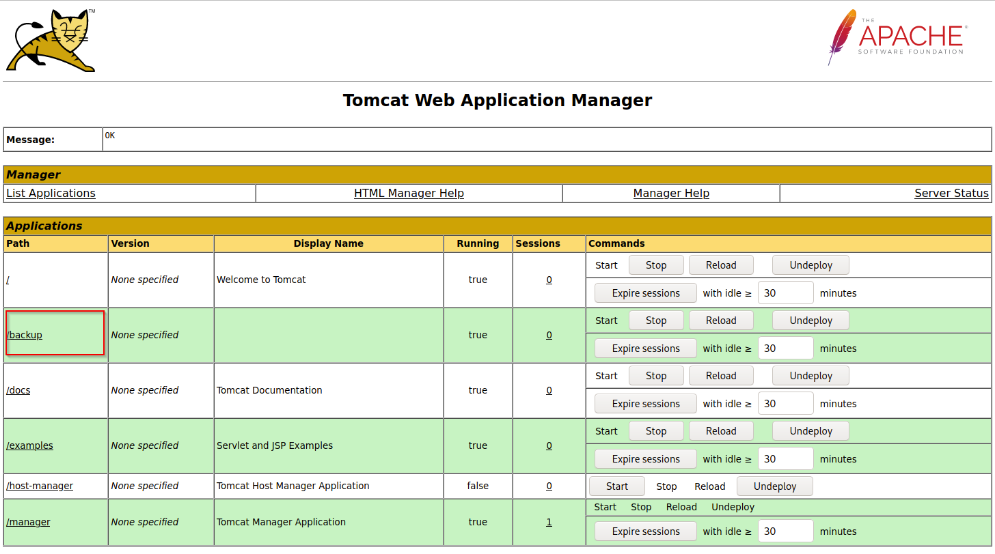 TM
THE
APACHE®
SOFTWARE FOUNDATION
Tomcat Web Application Manager
Message: OK
Manager
List Applications HTML Manager Help Manager Help Server Status
Applications
Path Version Display Name Running Sessions Commands
/ None specified Welcome to Tomcat true 0 Start Stop Reload Undeploy
Expire sessions with idle ≥ 30 minutes
/backup None specified true 0 Start Stop Reload Undeploy
Expire sessions with idle ≥ 30 minutes
/docs None specified Tomcat Documentation true 0 Start Stop Reload Undeploy
Expire sessions with idle ≥ 30 minutes
/examples None specified Servlet and JSP Examples true 0 Start Stop Reload Undeploy
Expire sessions with idle ≥ 30 minutes
/host-manager None specified Tomcat Host Manager Application false 0 Start Stop Reload Undeploy
/manager None specified Tomcat Manager Application true 1 Start Stop Reload Undeploy
Expire sessions with idle ≥ 30 minutes